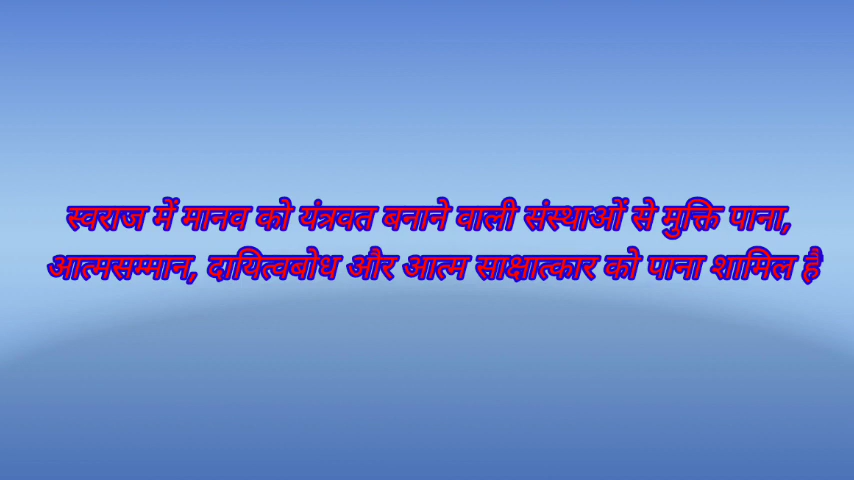 स्वराज में मानव को यंत्रवत बनाने वाली संस्थाओं से मुक्ति पाना,
आत्मसम्मान, दायित्वबोध और आत्म साक्षात्कार को पाना शामिल है